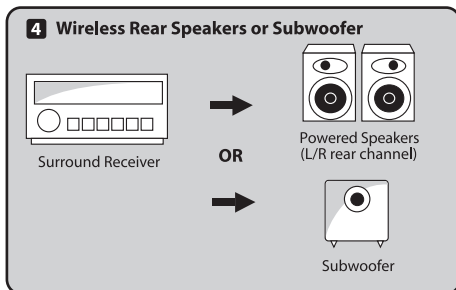 4 Wireless Rear Speakers or Subwoofer
Surround Receiver
OR
Powered Speakers
(L/R rear channel)
Subwoofer